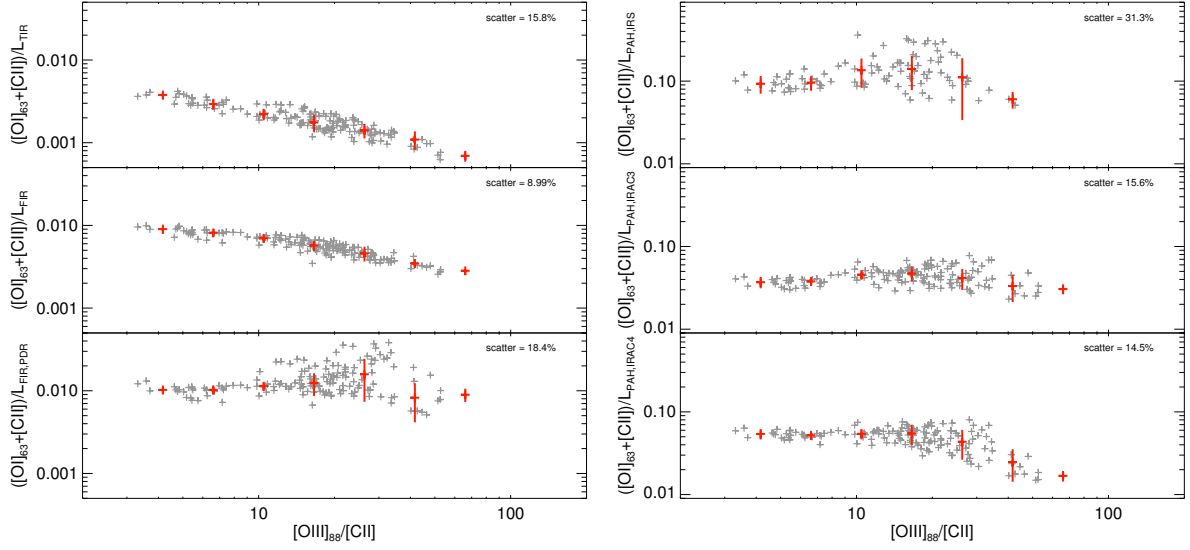 scatter = 15.8%
([OI]63+[CII])/LTIR
0.010
0.001
scatter = 8.99%
([OI]63+[CII])/LFIR
0.010
0.001
scatter = 18.4%
([OI]63+[CII])/LFIR,PDR
0.010
0.001
10
100
[OIII]88/[CII]
scatter = 31.3%
([OI]63+[CII])/LPAH,IRS
0.10
0.01
scatter = 15.6%
([OI]63+[CII])/LPAH,IRAC3
0.10
0.01
scatter = 14.5%
([OI]63+[CII])/LPAH,IRAC4
0.10
0.01
10
100
[OIII]88/[CII]